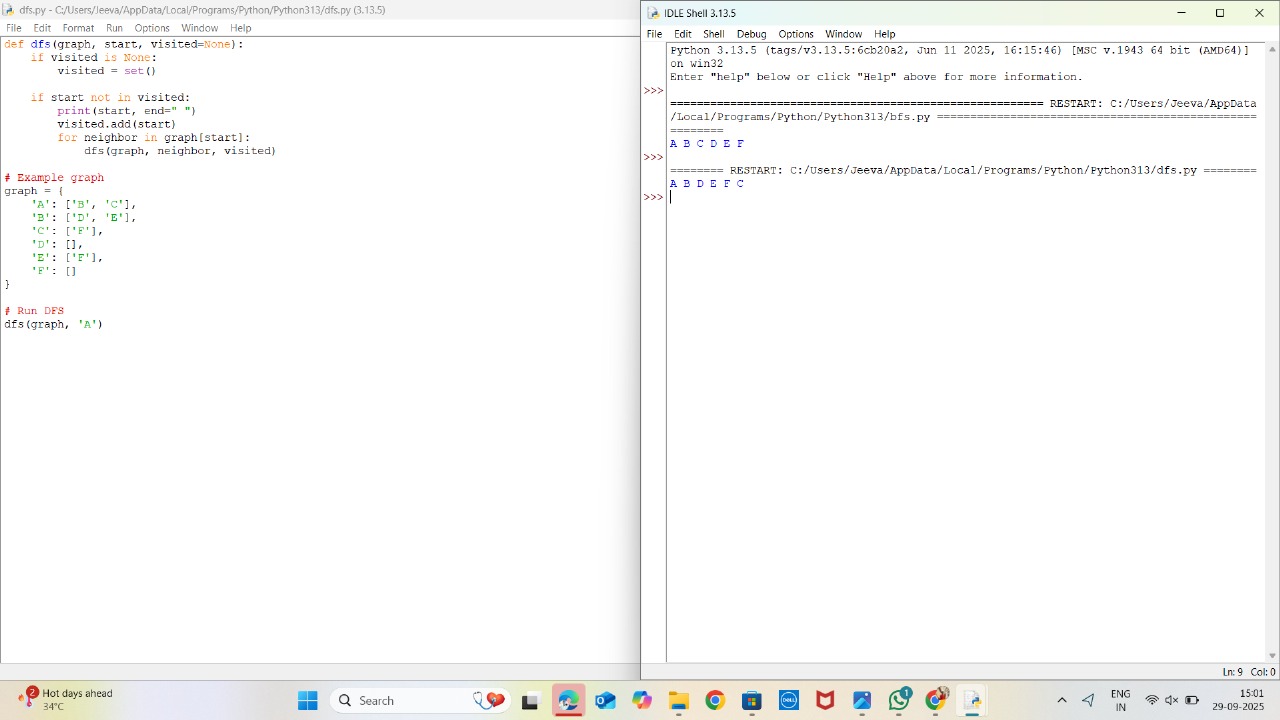 dfs.py - C:/Users/Jeeva/AppData/Local/Programs/Python/Python313/dfs.py (3.13.5)
File Edit Format Run Options Window Help
def dfs(graph, start, visited=None):
    if visited is None:
        visited = set()
    if start not in visited:
        print(start, end=" ")
        visited.add(start)
        for neighbor in graph[start]:
            dfs(graph, neighbor, visited)
# Example graph
graph = {
    'A': ['B', 'C'],
    'B': ['D', 'E'],
    'C': ['F'],
    'D': [],
    'E': ['F'],
    'F': []
}
# Run DFS
dfs(graph, 'A')
IDLE Shell 3.13.5
File Edit Shell Debug Options Window Help
Python 3.13.5 (tags/v3.13.5:6cb20a2, Jun 11 2025, 16:15:46) [MSC v.1943 64 bit (AMD64)]
on win32
Enter "help" below or click "Help" above for more information.
>>>
======================================================== RESTART: C:/Users/Jeeva/AppData
/Local/Programs/Python/Python313/bfs.py ================================================
========
A B C D E F
>>>
======== RESTART: C:/Users/Jeeva/AppData/Local/Programs/Python/Python313/dfs.py ========
A B D E F C
>>>
Ln: 9 Col: 0
2
Hot days ahead
34°C
Search
DELL
1
ENG
IN
15:01
29-09-2025